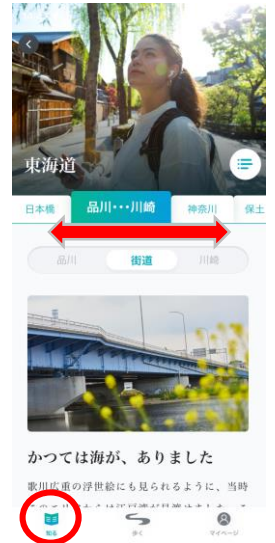 東海道
日本橋
品川・・・川崎
神奈川
保土
品川
街道
川崎
かつては海が、ありました
歌川広重の浮世絵にも見られるように、当時
知る
歩く
マイページ